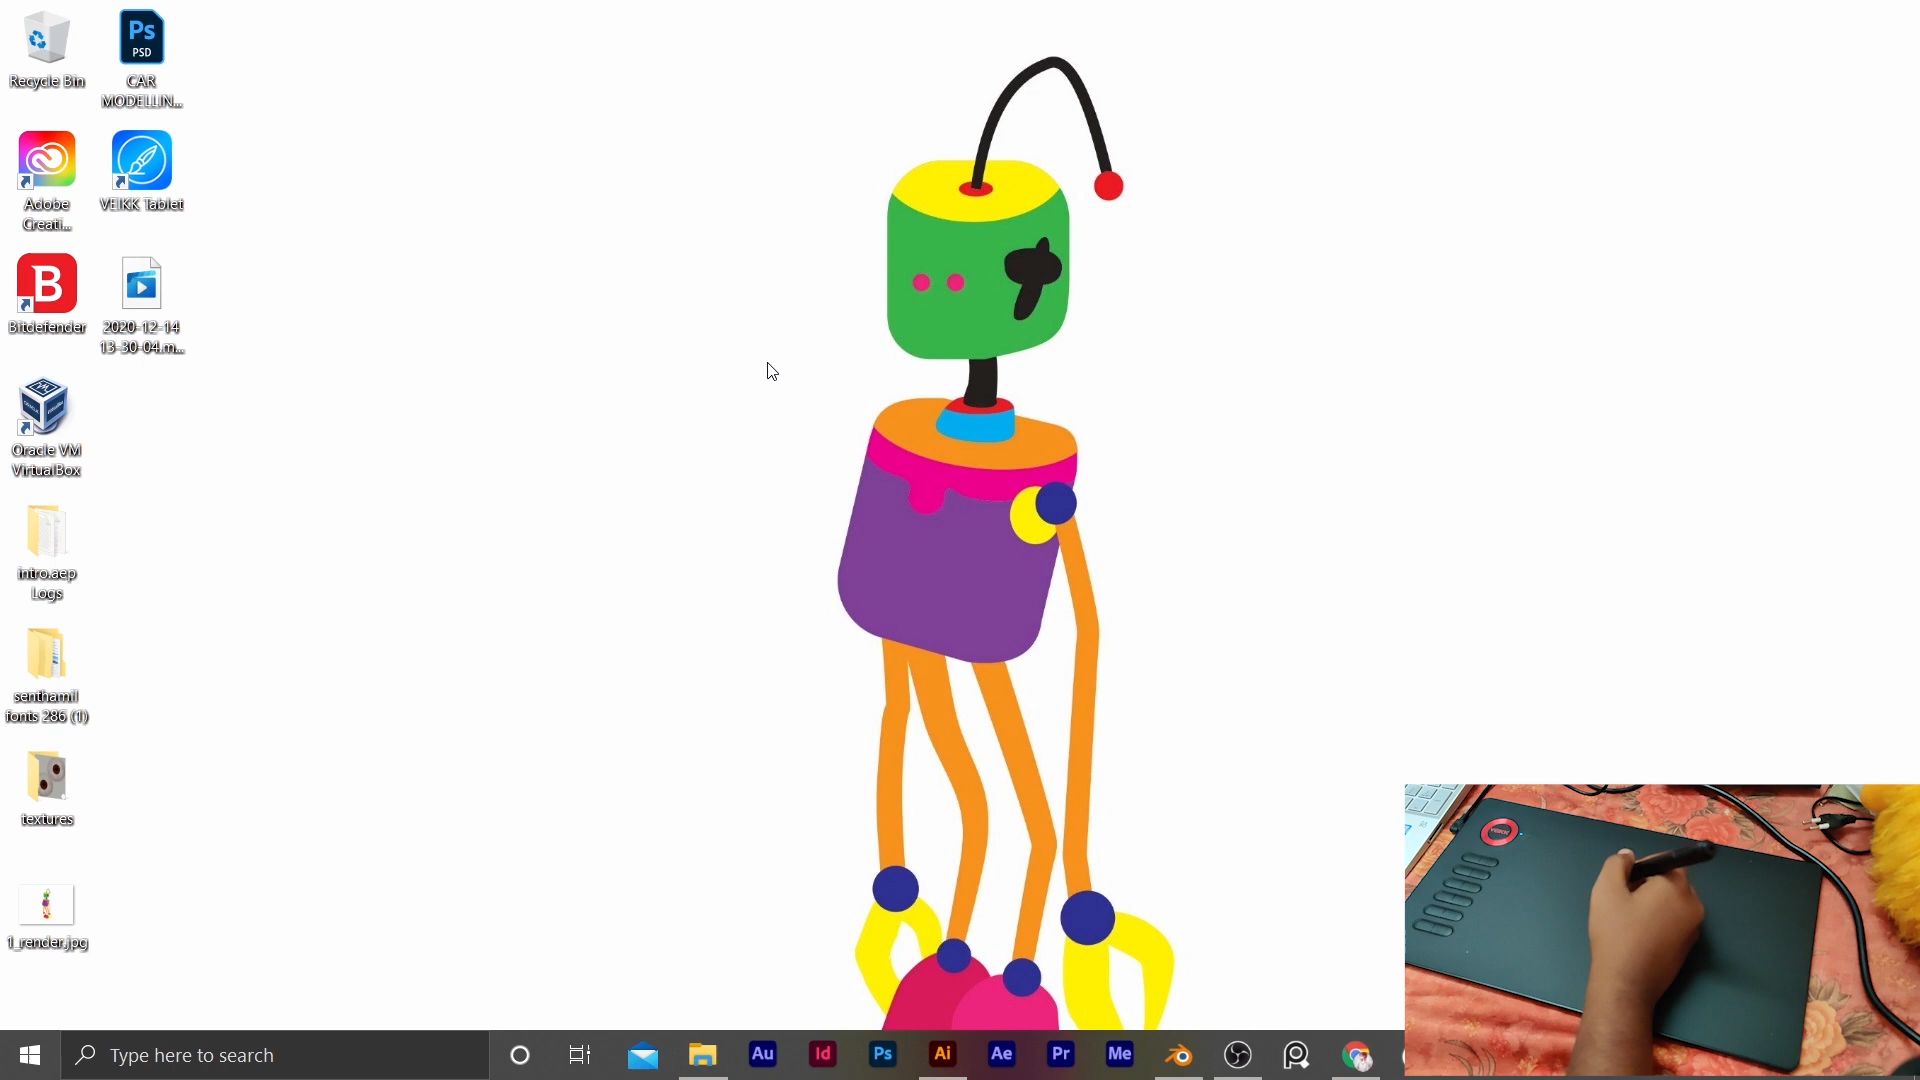 Ps
PSD
Recycle Bin
CAR
MODELLIN...
Adobe
Creati...
VEIKK Tablet
B
Bitdefender
2020-12-14
13-30-04.m...
Oracle VM
VirtualBox
intro.aep
Logs
senthamil
fonts 286 (1)
textures
1_render.jpg
VEIKK
Type here to search
Au
Id
Ps
Ai
Ae
Pr
Me